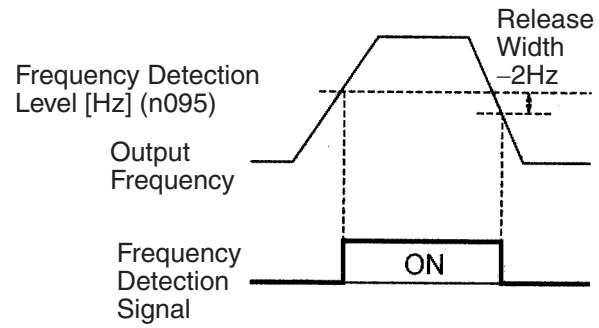 Release
Width
–2Hz
Frequency Detection
Level [Hz] (n095)
Output
Frequency
Frequency
Detection
Signal
ON